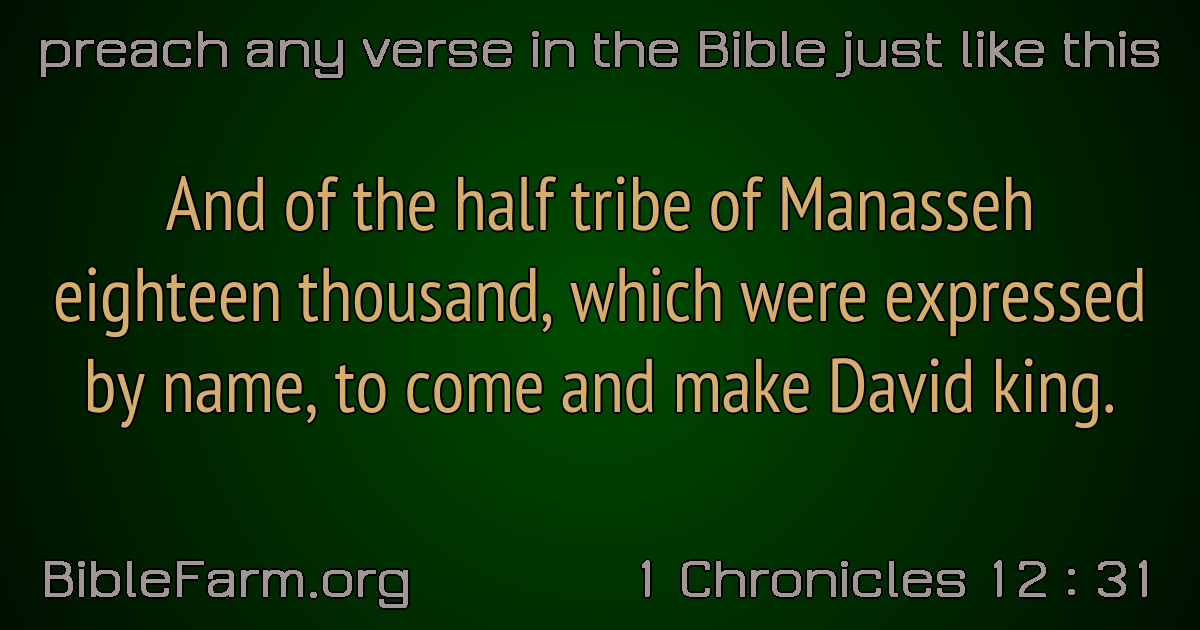 preach any verse in the Bible just like this
And of the half tribe of Manasseh
eighteen thousand, which were expressed
by name, to come and make David king.
BibleFarm.org
1 Chronicles 12 : 31